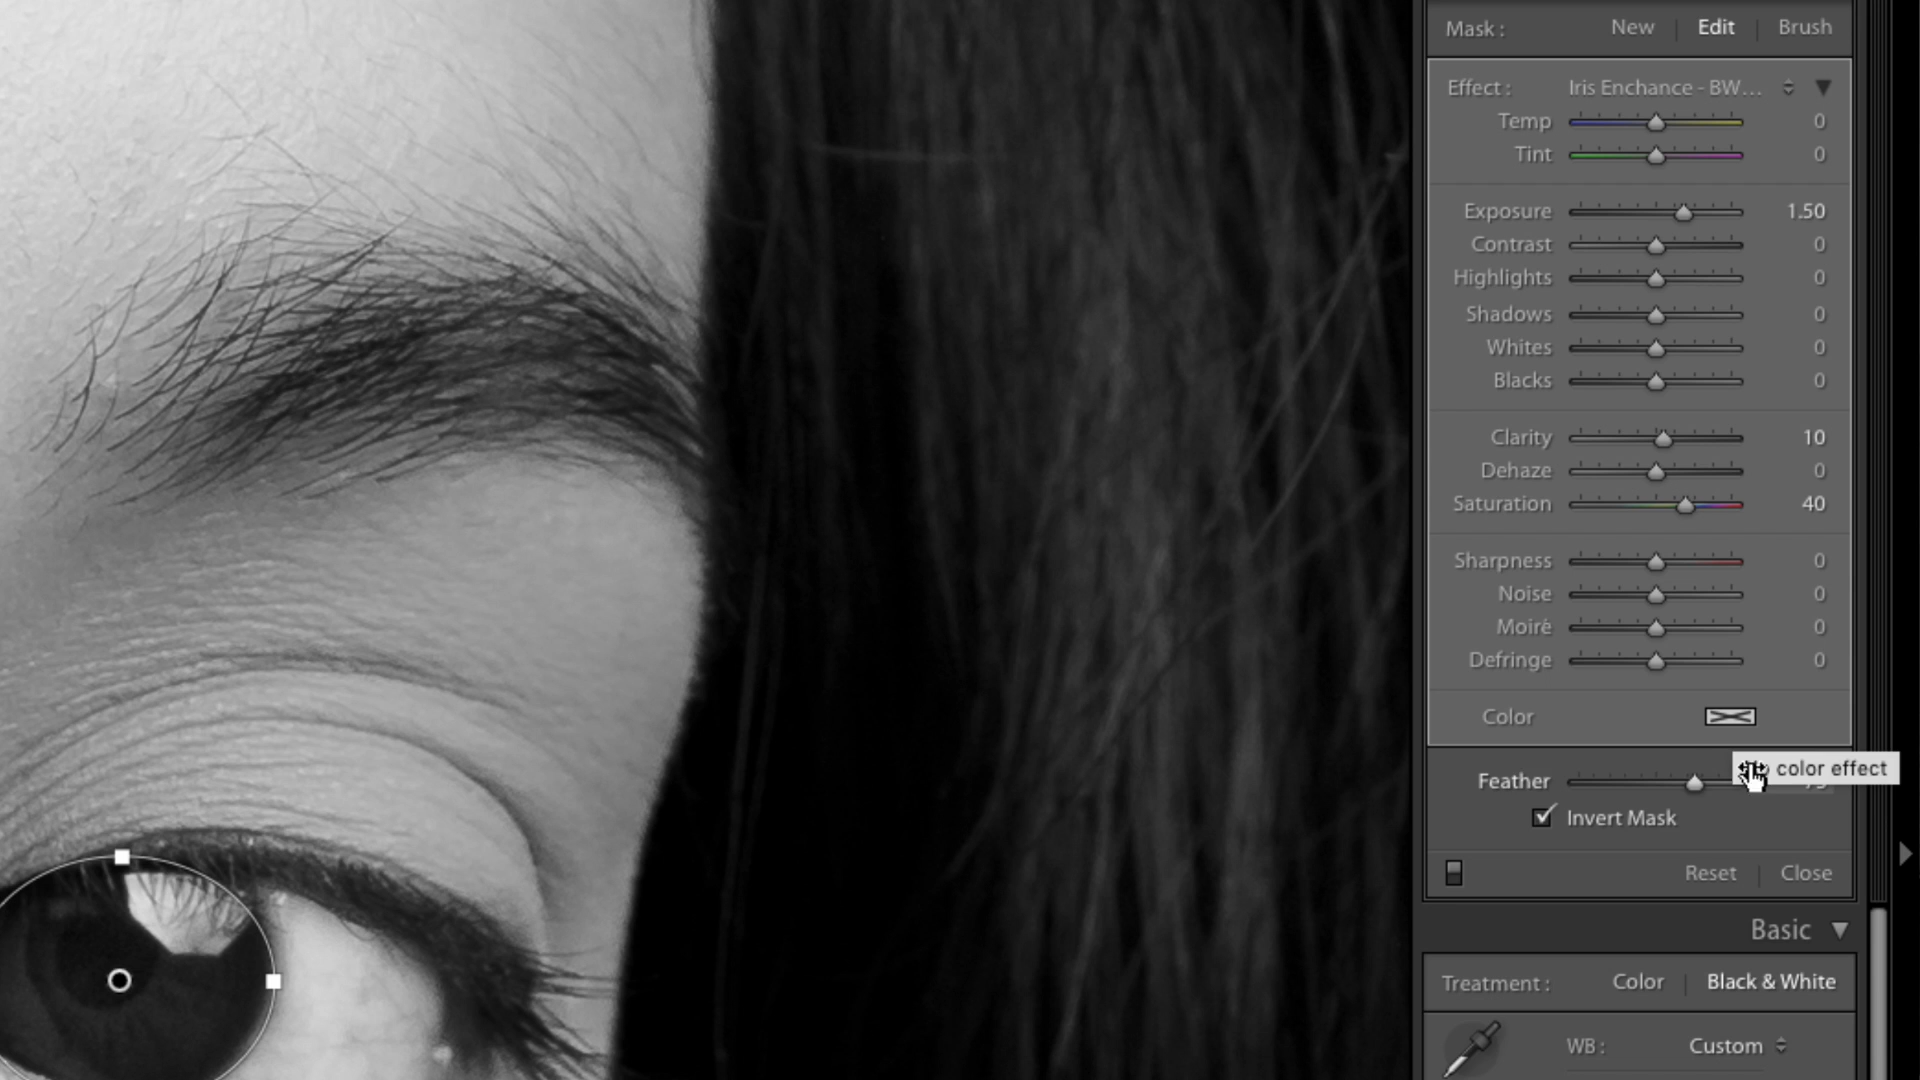 Mask : New | Edit | Brush
Effect : Iris Enchance - BW...
Temp 0
Tint 0
Exposure 1.50
Contrast 0
Highlights 0
Shadows 0
Whites 0
Blacks 0
Clarity 10
Dehaze 0
Saturation 40
Sharpness 0
Noise 0
Moiré 0
Defringe 0
Color
color effect
Feather
Invert Mask
Reset | Close
Basic
Treatment : Color | Black & White
WB : Custom